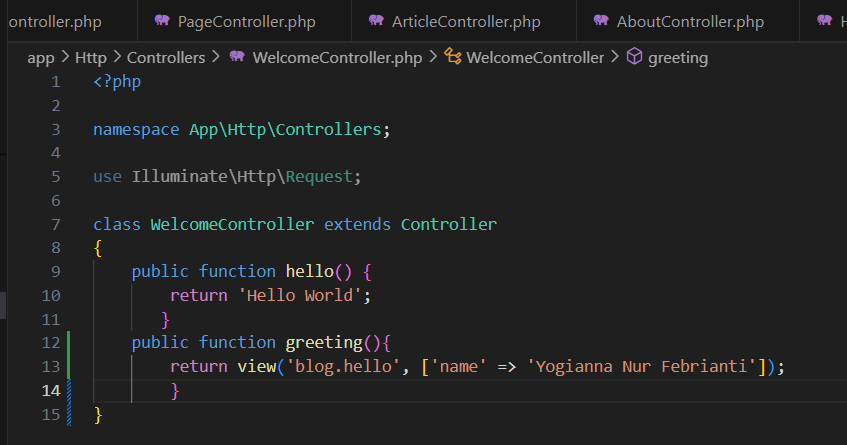 ontroller.php PageController.php ArticleController.php AboutController.php H
app > Http > Controllers > WelcomeController.php > WelcomeController > greeting
1 <?php
2
3 namespace App\Http\Controllers;
4
5 use Illuminate\Http\Request;
6
7 class WelcomeController extends Controller
8 {
9 public function hello() {
10 return 'Hello World';
11 }
12 public function greeting(){
13 return view('blog.hello', ['name' => 'Yogianna Nur Febrianti']);
14 }
15 }